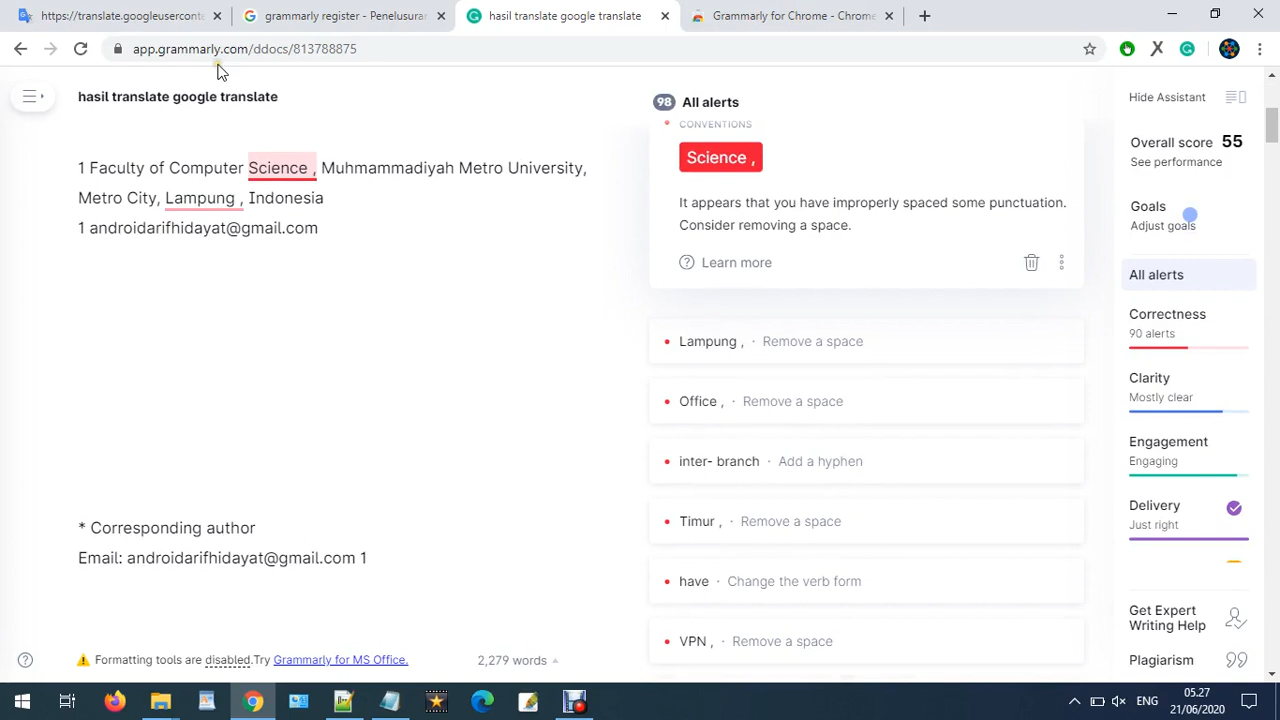 https://translate.googleusercont
grammarly register - Penelusura
hasil translate google translate
Grammarly for Chrome - Chrome
app.grammarly.com/ddocs/813788875
hasil translate google translate
1 Faculty of Computer Science , Muhmammadiyah Metro University,
Metro City, Lampung , Indonesia
1 androidarifhidayat@gmail.com
* Corresponding author
Email: androidarifhidayat@gmail.com 1
Formatting tools are disabled.Try Grammarly for MS Office.
2,279 words
98 All alerts
CONVENTIONS
Science ,
It appears that you have improperly spaced some punctuation.
Consider removing a space.
Learn more
Lampung , · Remove a space
Office , · Remove a space
inter- branch · Add a hyphen
Timur , · Remove a space
have · Change the verb form
VPN , · Remove a space
Hide Assistant
Overall score 55
See performance
Goals
Adjust goals
All alerts
Correctness
90 alerts
Clarity
Mostly clear
Engagement
Engaging
Delivery
Just right
Get Expert
Writing Help
Plagiarism
ENG
05.27
21/06/2020